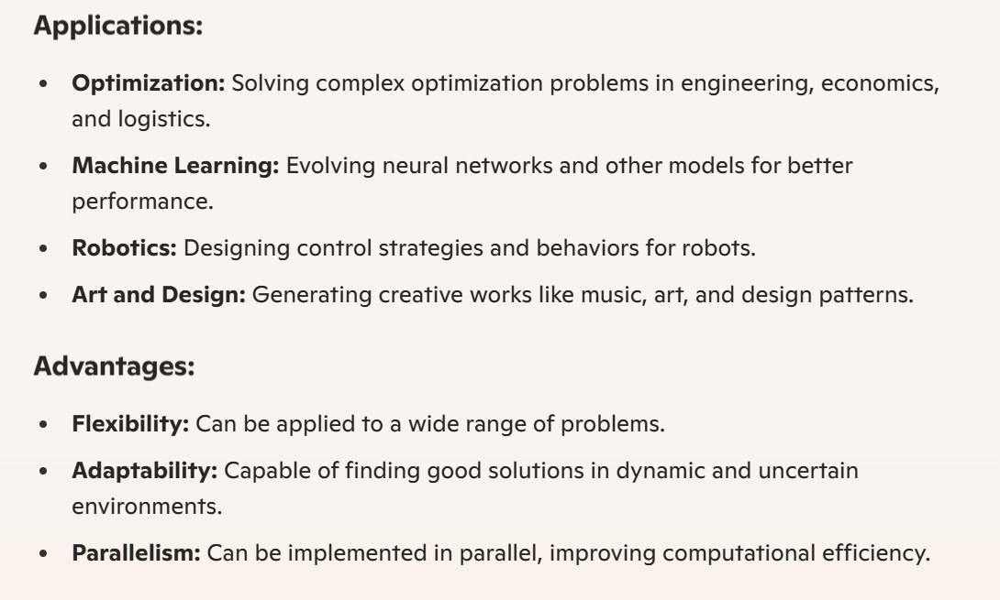 Applications:
• Optimization: Solving complex optimization problems in engineering, economics,
and logistics.
• Machine Learning: Evolving neural networks and other models for better
performance.
• Robotics: Designing control strategies and behaviors for robots.
• Art and Design: Generating creative works like music, art, and design patterns.
Advantages:
• Flexibility: Can be applied to a wide range of problems.
• Adaptability: Capable of finding good solutions in dynamic and uncertain
environments.
• Parallelism: Can be implemented in parallel, improving computational efficiency.